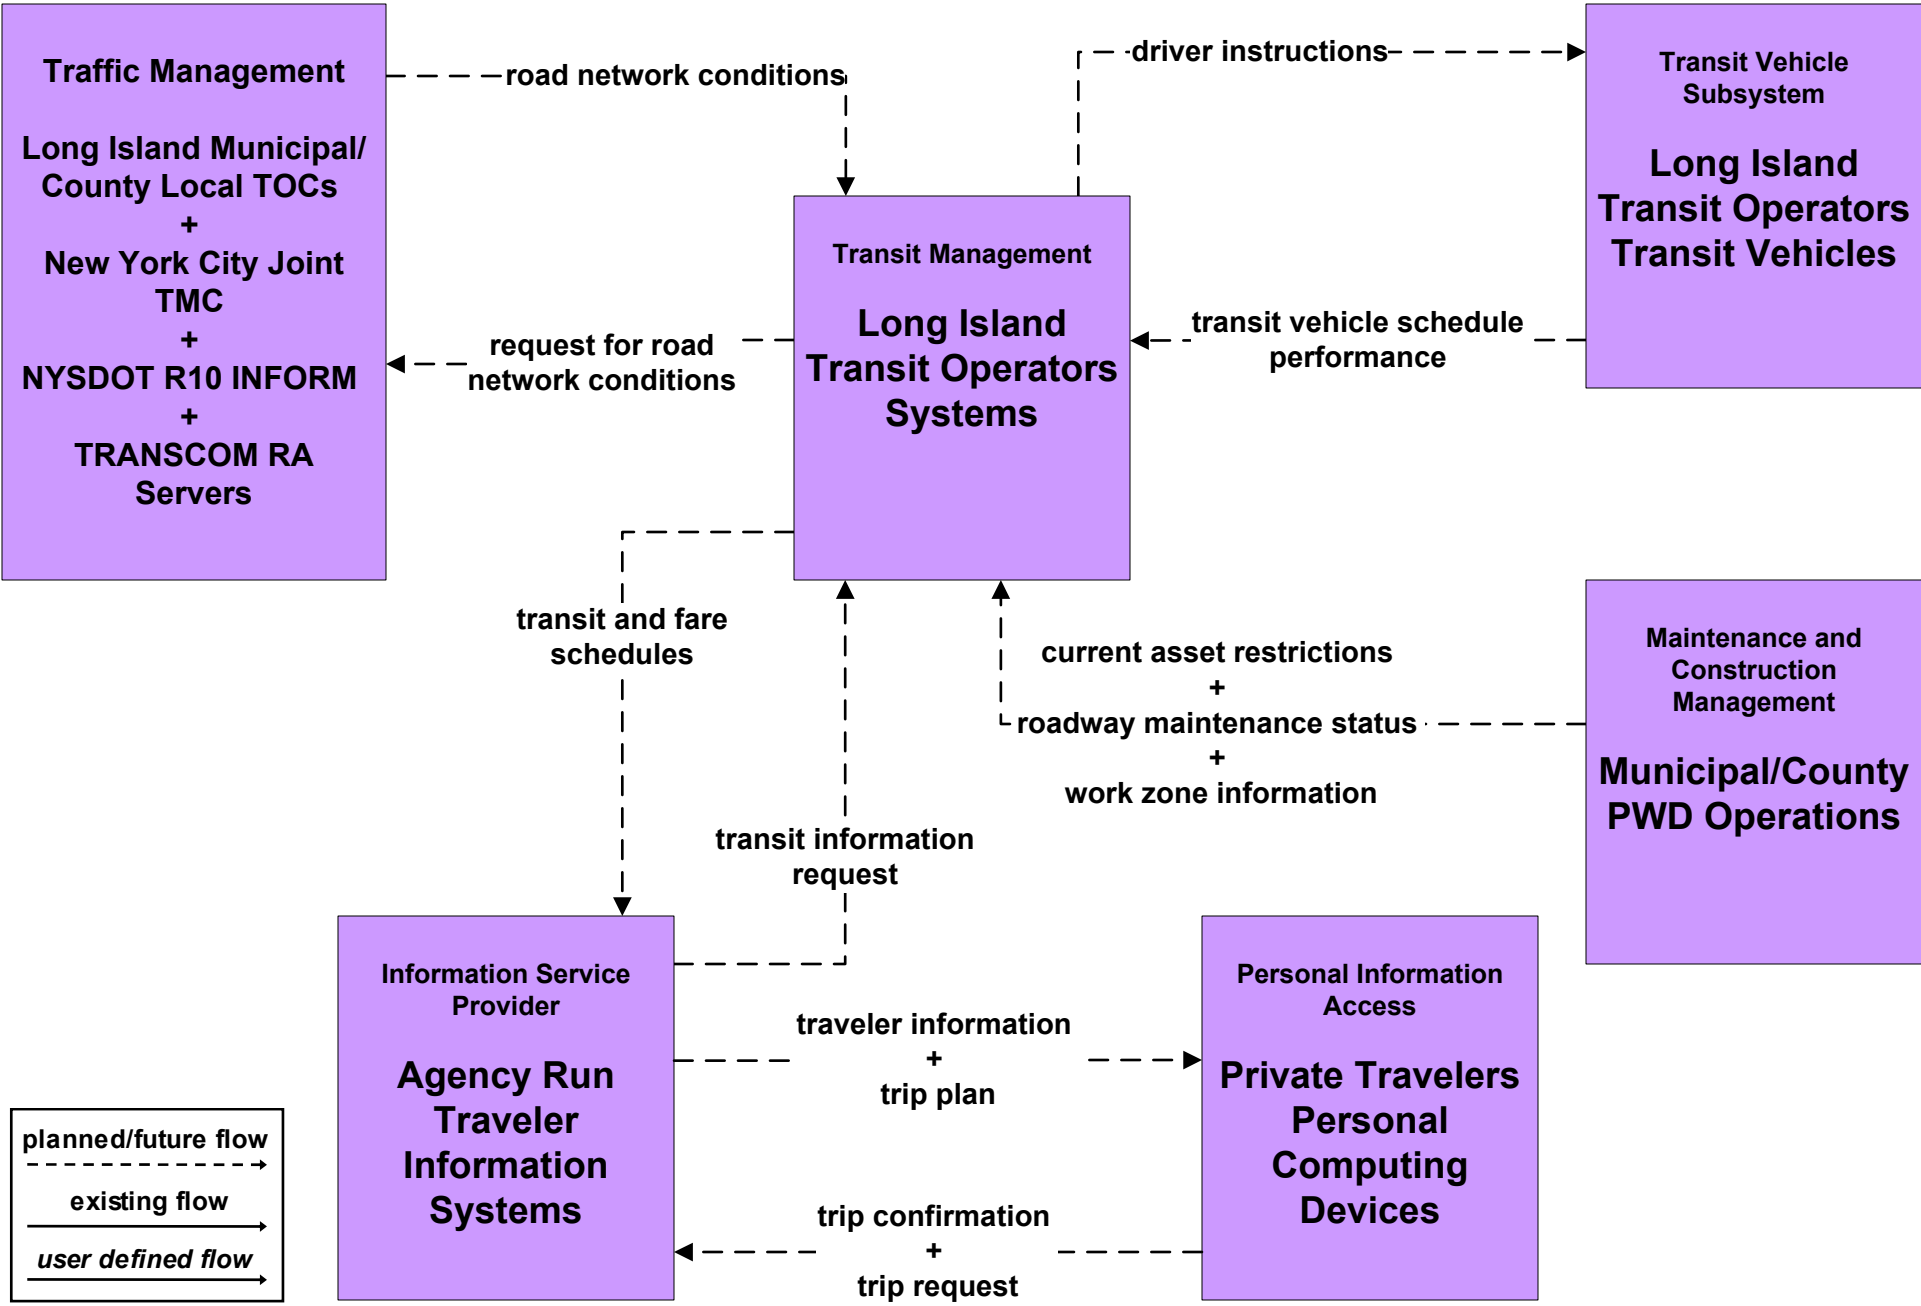 Traffic Management
Long Island Municipal/
County Local TOCs
+
New York City Joint
TMC
+
NYSDOT R10 INFORM
+
TRANSCOM RA
Servers
road network conditions
request for road
network conditions
Transit Management
Long Island
Transit Operators
Systems
driver instructions
Transit Vehicle
Subsystem
Long Island
Transit Operators
Transit Vehicles
transit vehicle schedule
performance
transit and fare
schedules
transit information
request
current asset restrictions
+
roadway maintenance status
+
work zone information
Maintenance and
Construction
Management
Municipal/County
PWD Operations
Information Service
Provider
Agency Run
Traveler
Information
Systems
traveler information
+
trip plan
trip confirmation
+
trip request
Personal Information
Access
Private Travelers
Personal
Computing
Devices
planned/future flow
existing flow
user defined flow